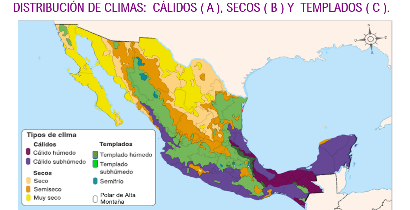 DISTRIBUCIÓN DE CLIMAS: CÁLIDOS ( A ), SECOS ( B ) Y TEMPLADOS ( C ).
Tipos de clima
Cálidos
Cálido húmedo
Cálido subhúmedo
Secos
Seco
Semiseco
Muy seco
Templados
Templado húmedo
Templado
subhúmedo
Semifrío
Polar de Alta
Montaña